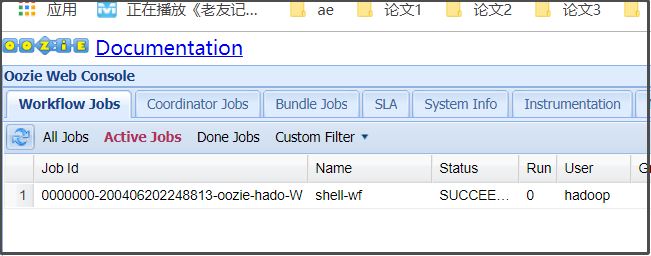 应用 正在播放《老友记... ae 论文1 论文2 论文3
OOZIE Documentation
Oozie Web Console
Workflow Jobs Coordinator Jobs Bundle Jobs SLA System Info Instrumentation
All Jobs Active Jobs Done Jobs Custom Filter
Job Id Name Status Run User
1 0000000-200406202248813-oozie-hado-W shell-wf SUCCEE... 0 hadoop